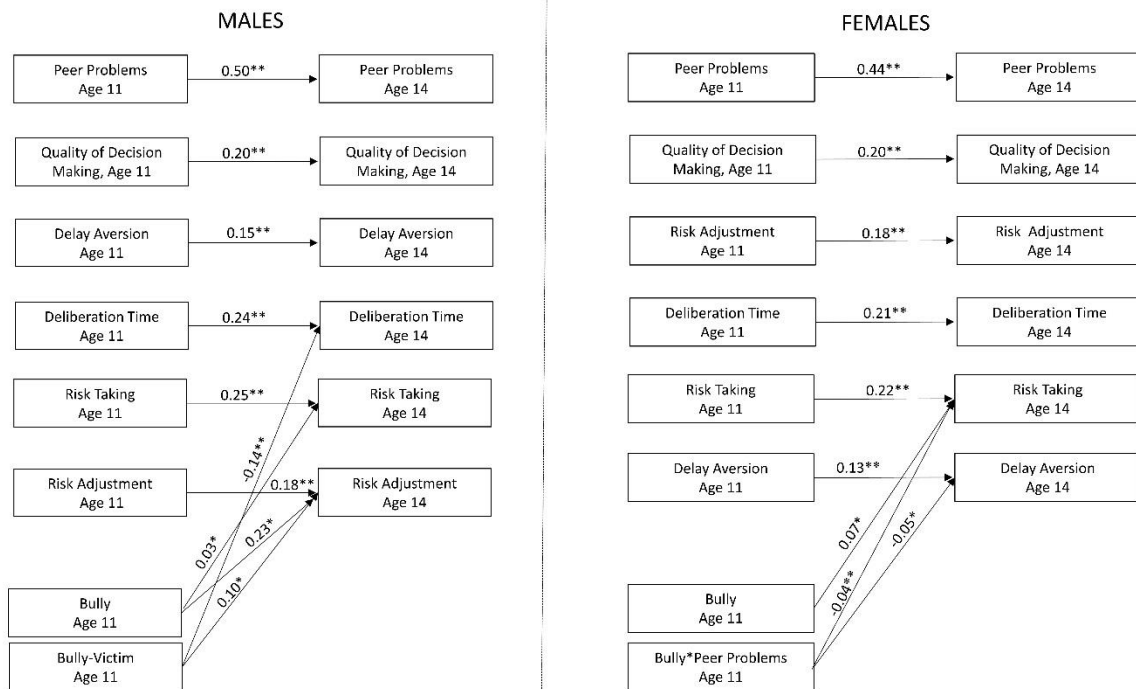 MALES
Peer Problems
Age 11
0.50**
Peer Problems
Age 14
Quality of Decision
Making, Age 11
0.20**
Quality of Decision
Making, Age 14
Delay Aversion
Age 11
0.15**
Delay Aversion
Age 14
Deliberation Time
Age 11
0.24**
Deliberation Time
Age 14
Risk Taking
Age 11
0.25**
Risk Taking
Age 14
-0.14**
Risk Adjustment
Age 11
0.18**
Risk Adjustment
Age 14
0.03*
0.23*
0.10*
Bully
Age 11
Bully-Victim
Age 11
FEMALES
Peer Problems
Age 11
0.44**
Peer Problems
Age 14
Quality of Decision
Making, Age 11
0.20**
Quality of Decision
Making, Age 14
Risk Adjustment
Age 11
0.18**
Risk Adjustment
Age 14
Deliberation Time
Age 11
0.21**
Deliberation Time
Age 14
Risk Taking
Age 11
0.22**
Risk Taking
Age 14
Delay Aversion
Age 11
0.13**
Delay Aversion
Age 14
0.07*
-0.04**
-0.05*
Bully
Age 11
Bully*Peer Problems
Age 11